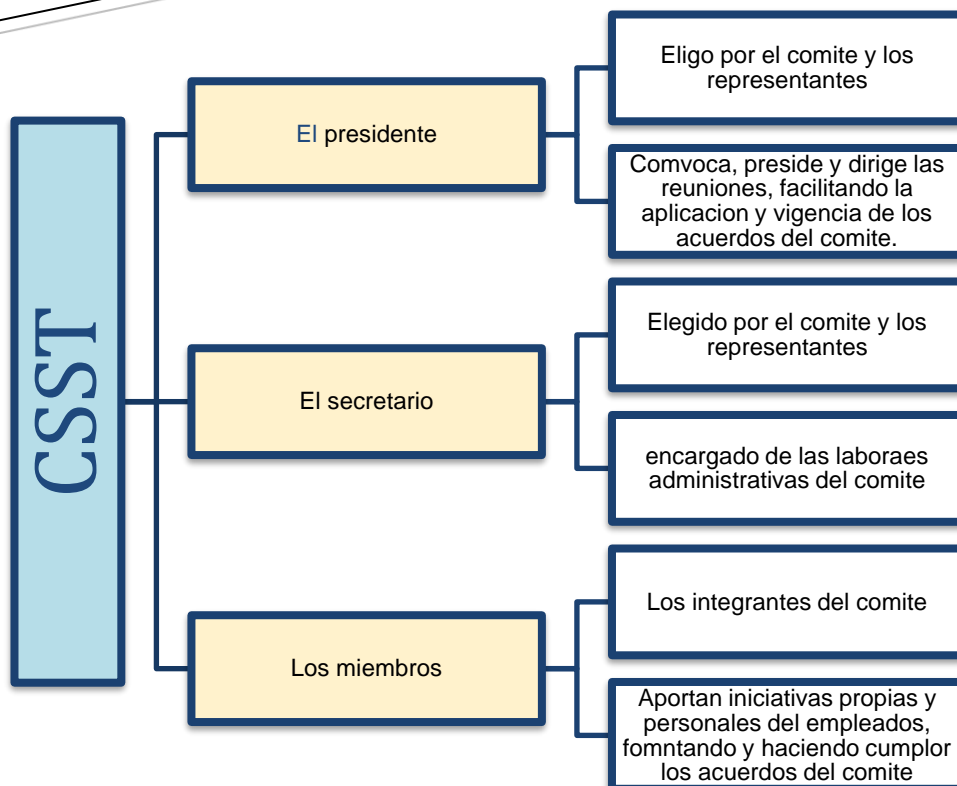 CSST
El presidente
Eligo por el comite y los
representantes
Comvoca, preside y dirige las
reuniones, facilitando la
aplicacion y vigencia de los
acuerdos del comite.
El secretario
Elegido por el comite y los
representantes
encargado de las laboraes
administrativas del comite
Los miembros
Los integrantes del comite
Aportan iniciativas propias y
personales del empleados,
fomntando y haciendo cumplor
los acuerdos del comite